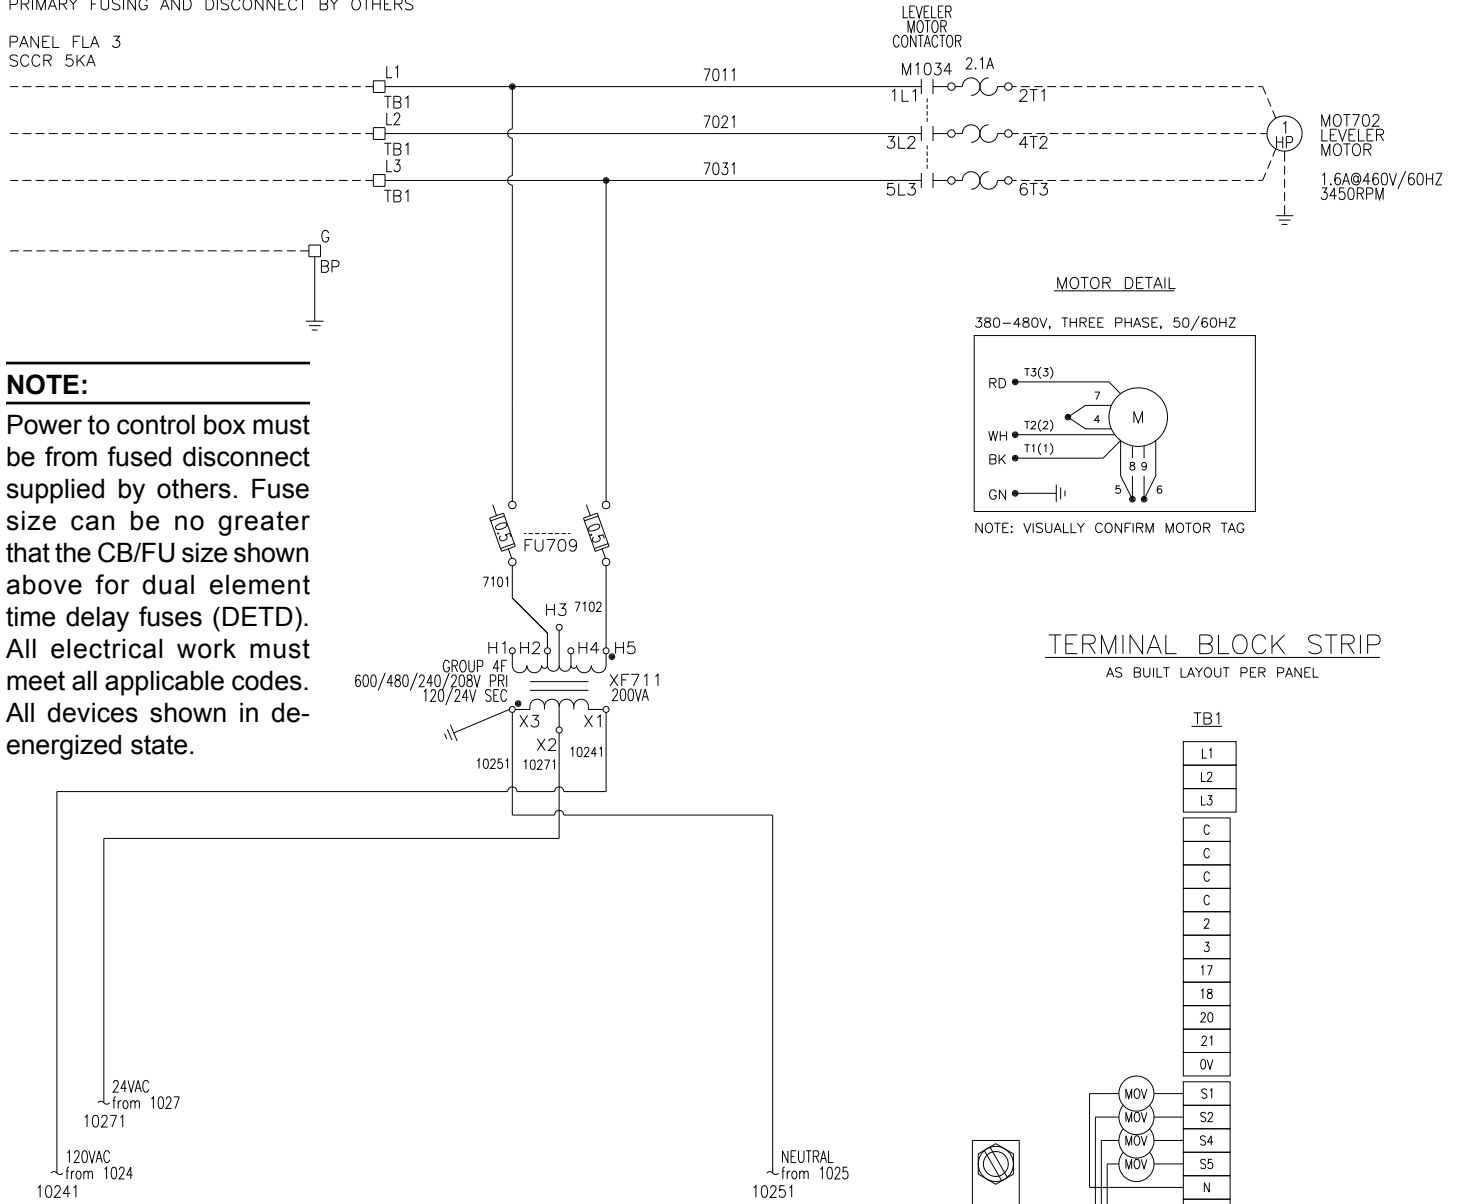 PRIMARY FUSING AND DISCONNECT BY OTHERS
PANEL FLA 3
SCCR 5KA
LEVELER
MOTOR
CONTACTOR
M1034 2.1A
L1
TB1
7011
1L1
2T1
L2
TB1
7021
3L2
4T2
L3
TB1
7031
5L3
6T3
1
HP
MOT702
LEVELER
MOTOR
1.6A@460V/60HZ
3450RPM
G
BP
MOTOR DETAIL
380-480V, THREE PHASE, 50/60HZ
RD T3(3)
7
4
M
WH T2(2)
BK T1(1)
8 9
5 6
GN
NOTE: VISUALLY CONFIRM MOTOR TAG
NOTE:
Power to control box must
be from fused disconnect
supplied by others. Fuse
size can be no greater
that the CB/FU size shown
above for dual element
time delay fuses (DETD).
All electrical work must
meet all applicable codes.
All devices shown in de-
energized state.
0.5
FU709
0.5
7101
7102
H3
H1 H2 H4 H5
GROUP 4F
600/480/240/208V PRI
120/24V SEC
XF711
200VA
X3 X1
X2
10251 10271 10241
24VAC
from 1027
10271
120VAC
from 1024
10241
NEUTRAL
from 1025
10251
TERMINAL BLOCK STRIP
AS BUILT LAYOUT PER PANEL
TB1
L1
L2
L3
C
C
C
C
2
3
17
18
20
21
0V
MOV S1
MOV S2
MOV S4
MOV S5
N